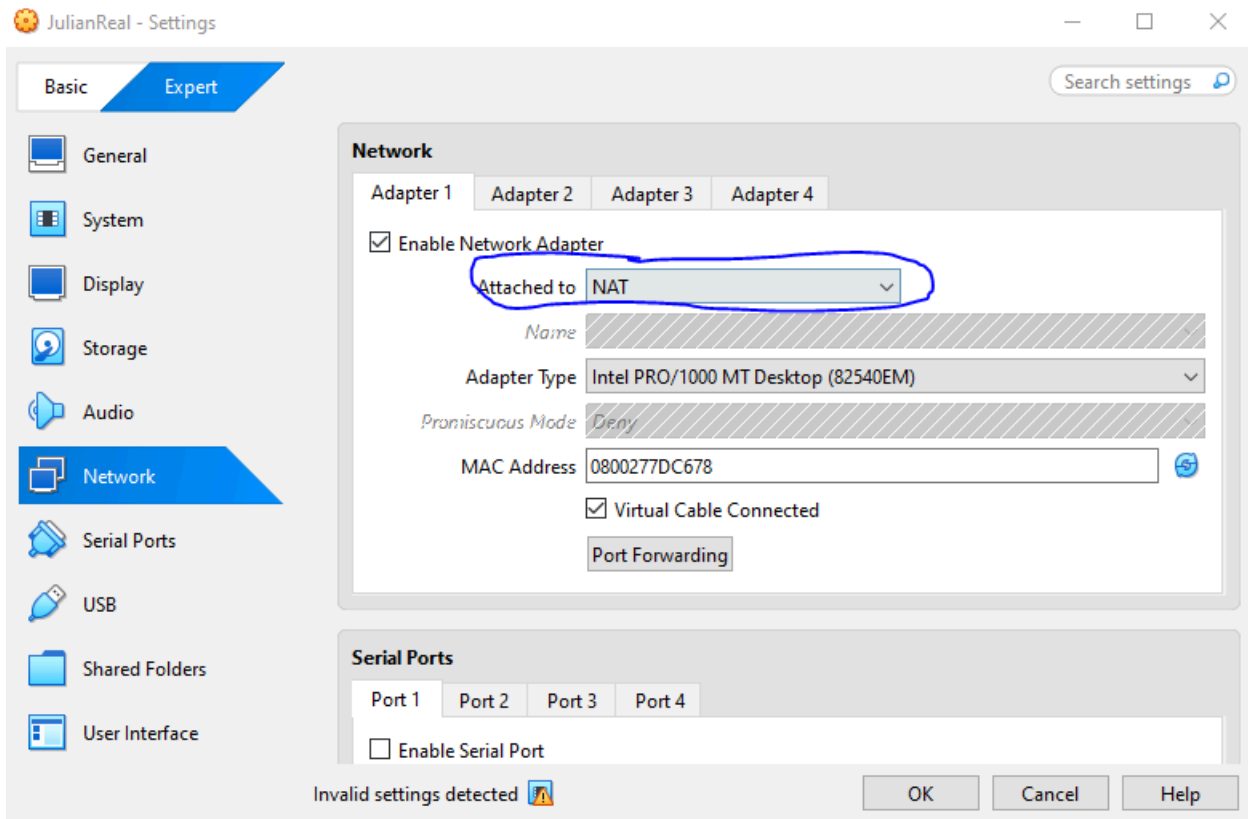 JulianReal - Settings
Basic
Expert
Search settings
General
System
Display
Storage
Audio
Network
Serial Ports
USB
Shared Folders
User Interface
Network
Adapter 1
Adapter 2
Adapter 3
Adapter 4
Enable Network Adapter
Attached to NAT
Name
Adapter Type Intel PRO/1000 MT Desktop (82540EM)
Promiscuous Mode Deny
MAC Address 0800277DC678
Virtual Cable Connected
Port Forwarding
Serial Ports
Port 1
Port 2
Port 3
Port 4
Enable Serial Port
Invalid settings detected
OK
Cancel
Help